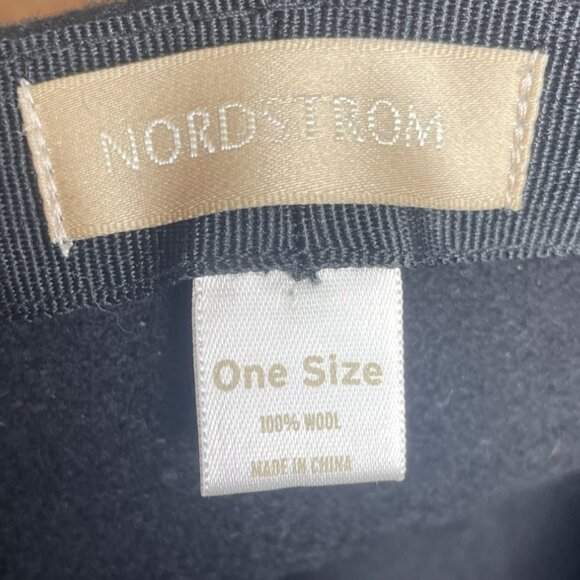 NORDSTROM
One Size
100% WOOL
MADE IN CHINA